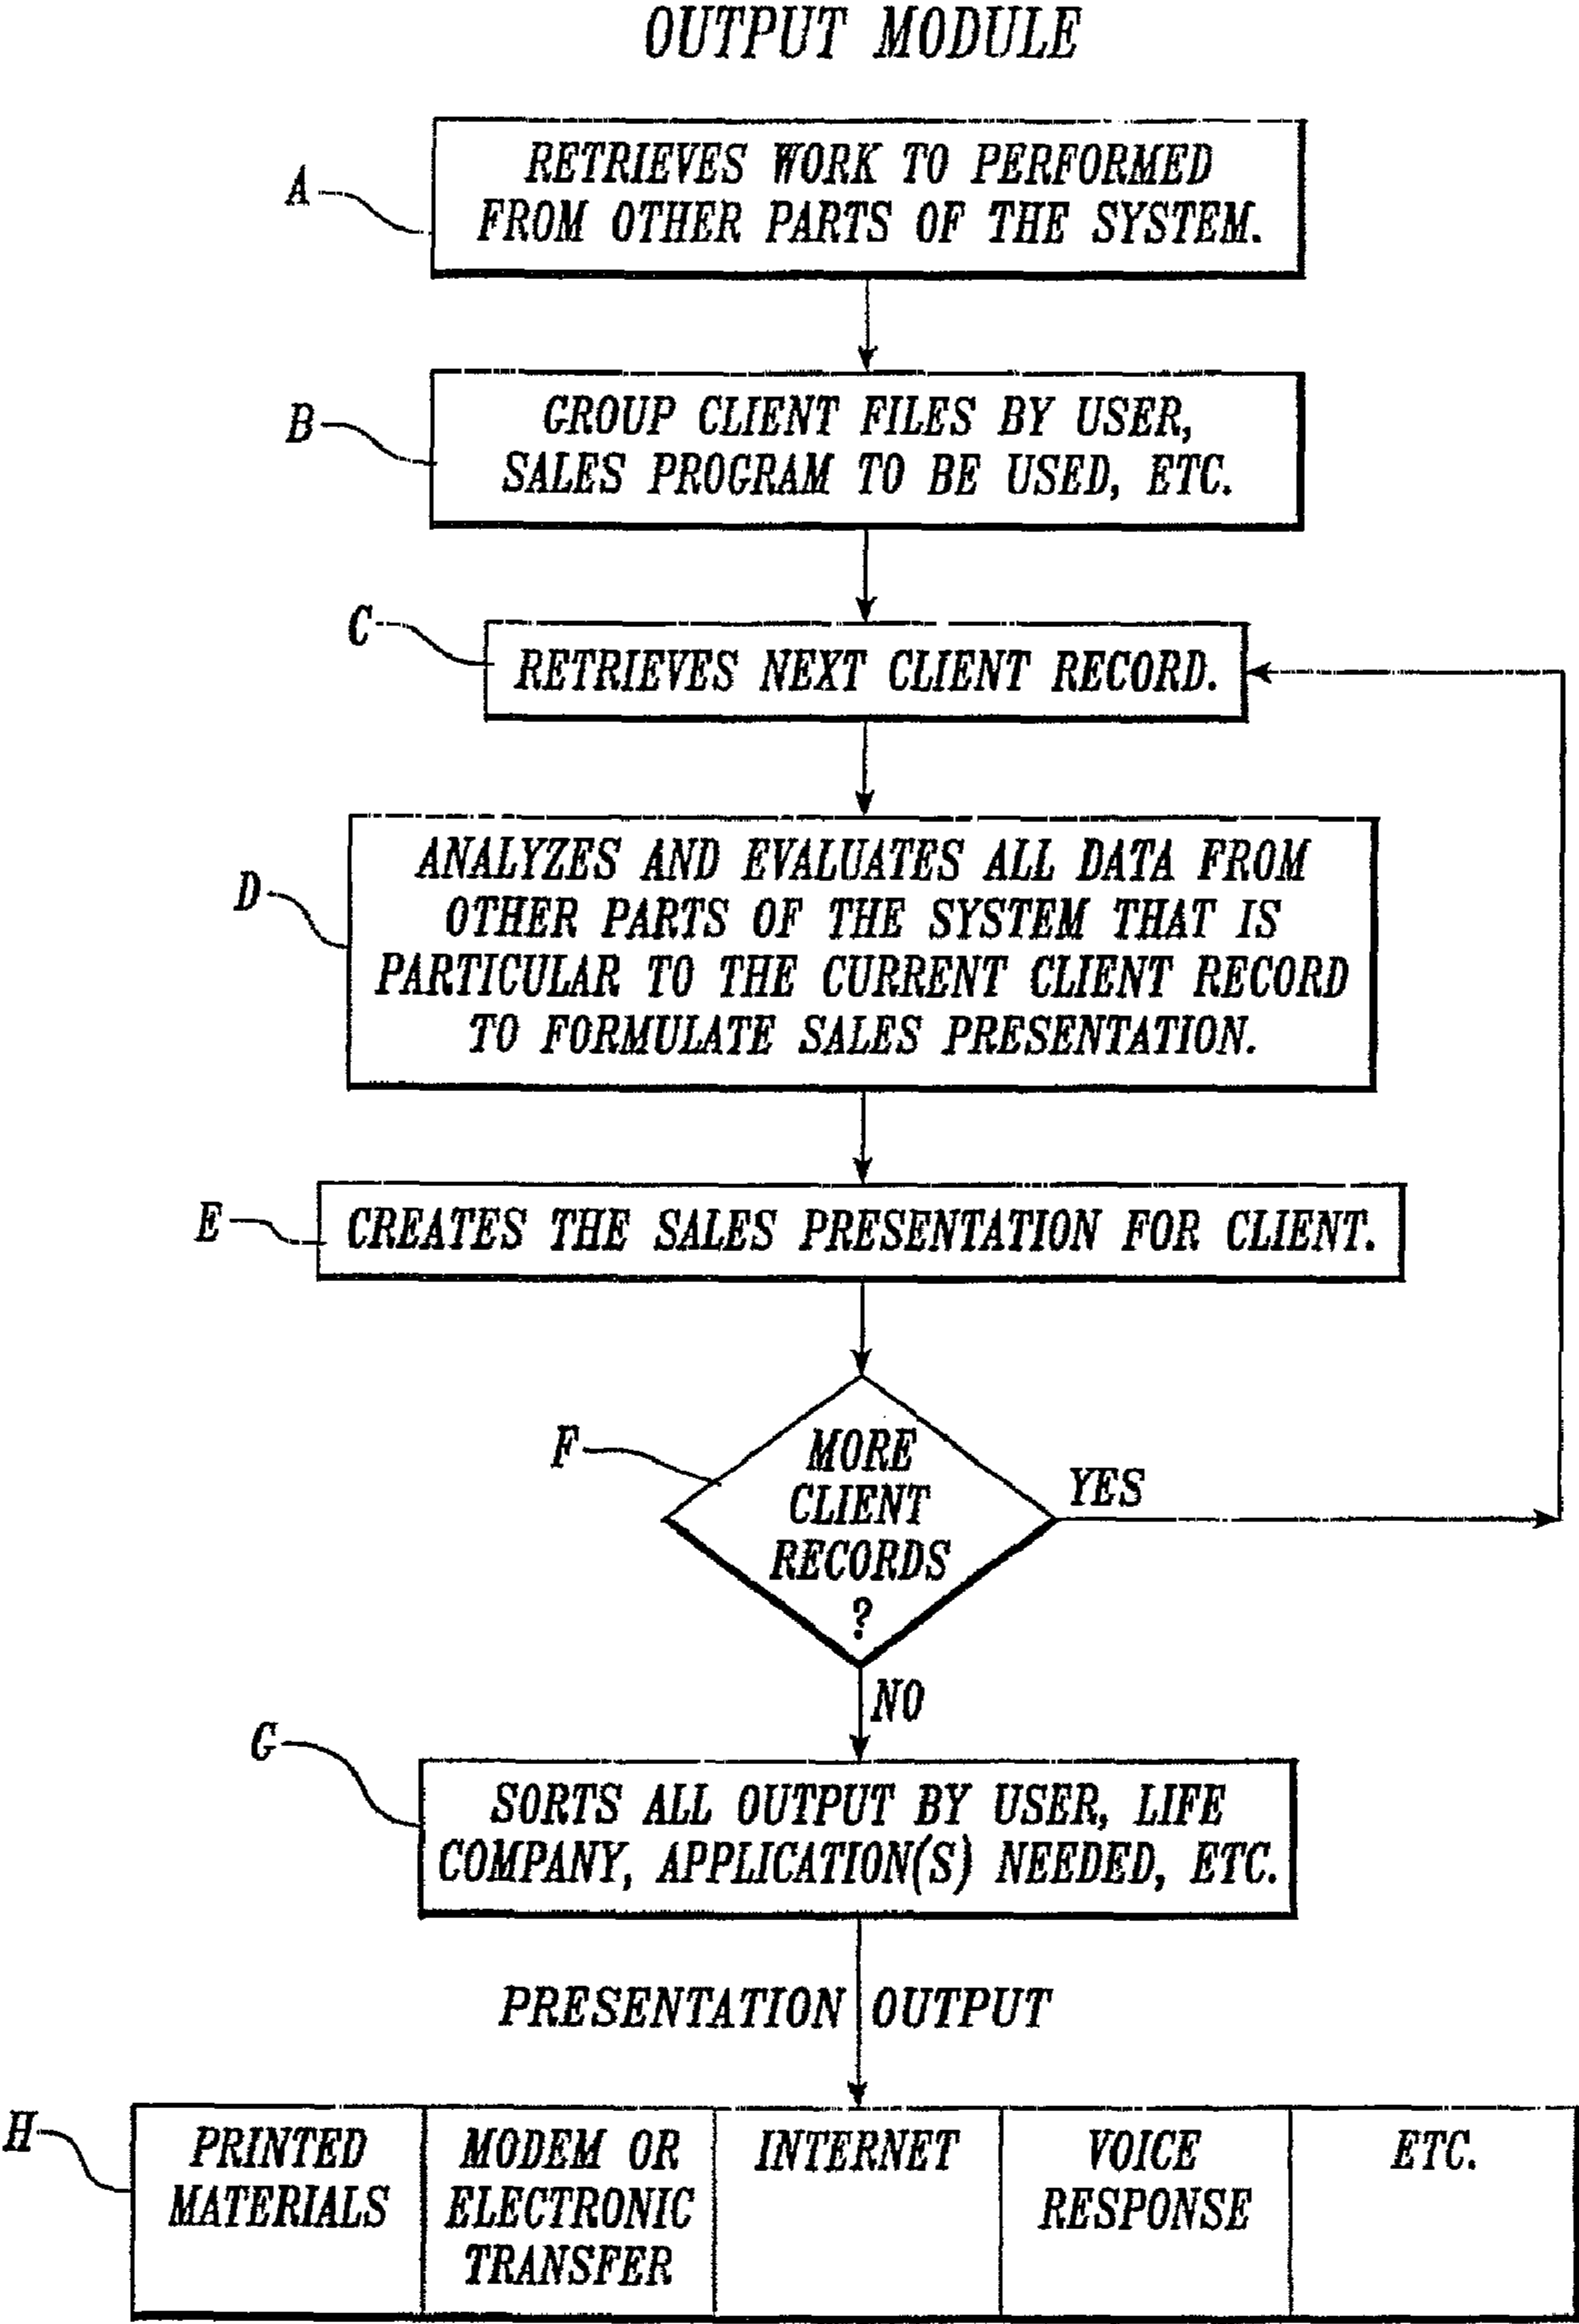 OUTPUT MODULE
A
RETRIEVES WORK TO PERFORMED
FROM OTHER PARTS OF THE SYSTEM.
B
GROUP CLIENT FILES BY USER,
SALES PROGRAM TO BE USED, ETC.
C
RETRIEVES NEXT CLIENT RECORD.
D
ANALYZES AND EVALUATES ALL DATA FROM
OTHER PARTS OF THE SYSTEM THAT IS
PARTICULAR TO THE CURRENT CLIENT RECORD
TO FORMULATE SALES PRESENTATION.
E
CREATES THE SALES PRESENTATION FOR CLIENT.
F
MORE
CLIENT
RECORDS
?
YES
NO
G
SORTS ALL OUTPUT BY USER, LIFE
COMPANY, APPLICATION(S) NEEDED, ETC.
PRESENTATION OUTPUT
H
PRINTED
MATERIALS
MODEM OR
ELECTRONIC
TRANSFER
INTERNET
VOICE
RESPONSE
ETC.